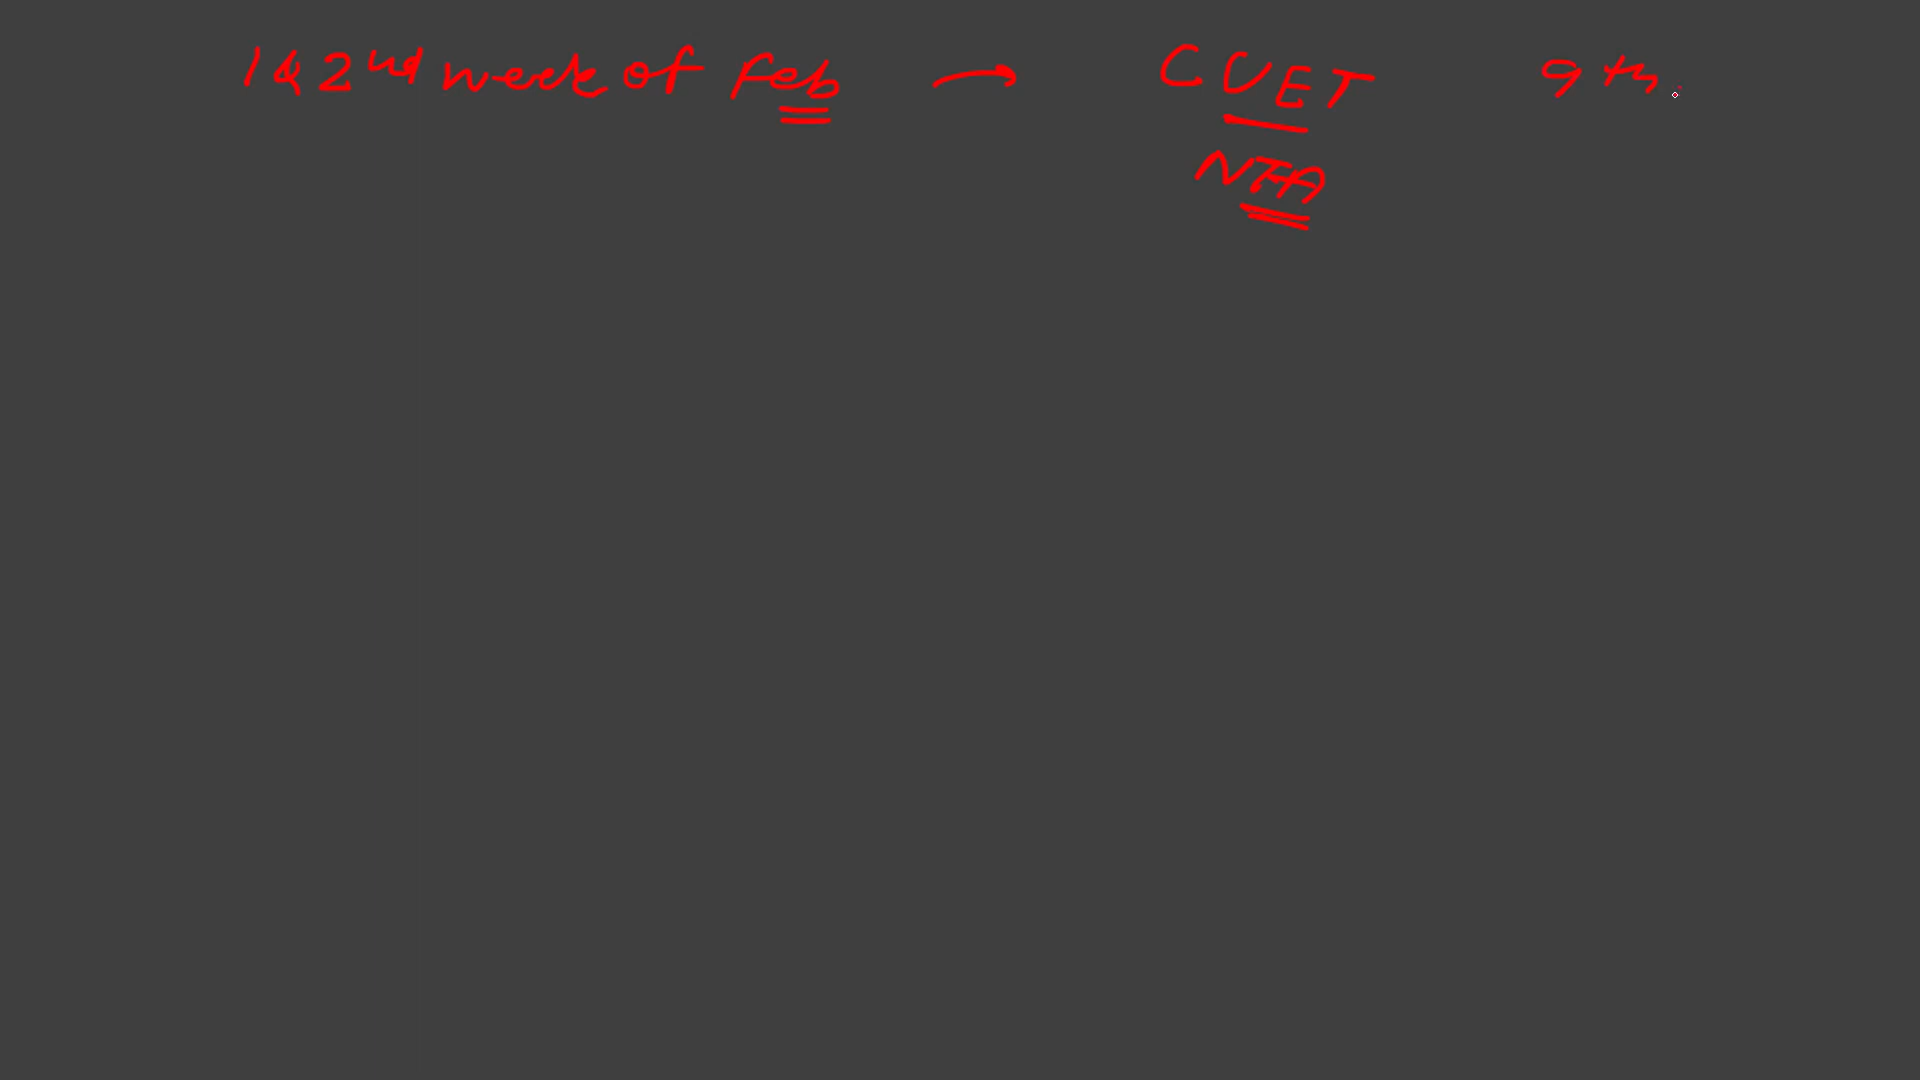 1 & 2nd week of Feb → CUET 9th.
NTA